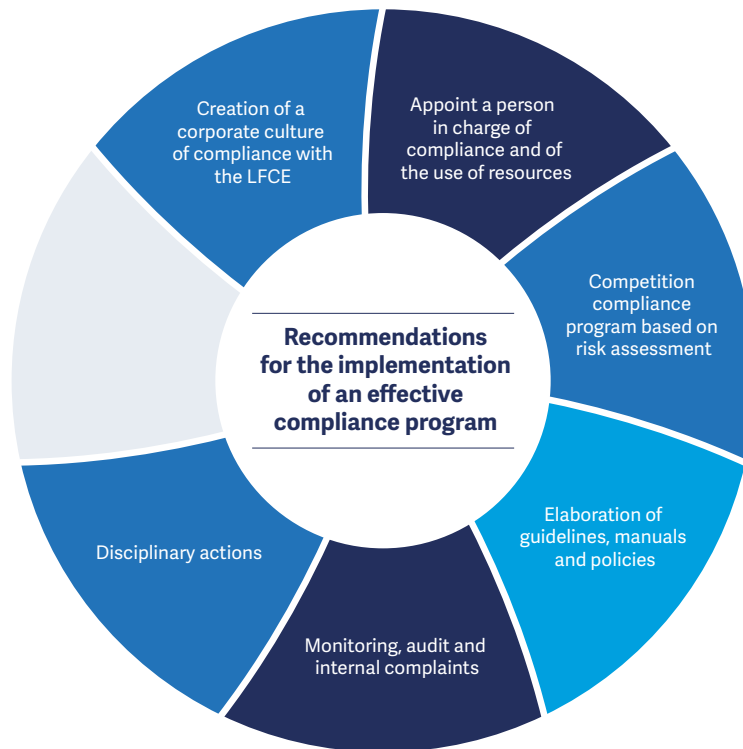 Creation of a
corporate culture
of compliance with
the LFCE
Appoint a person
in charge of
compliance and of
the use of resources
Competition
compliance
program based on
risk assessment
Recommendations
for the implementation
of an effective
compliance program
Elaboration of
guidelines, manuals
and policies
Monitoring, audit and
internal complaints
Disciplinary actions